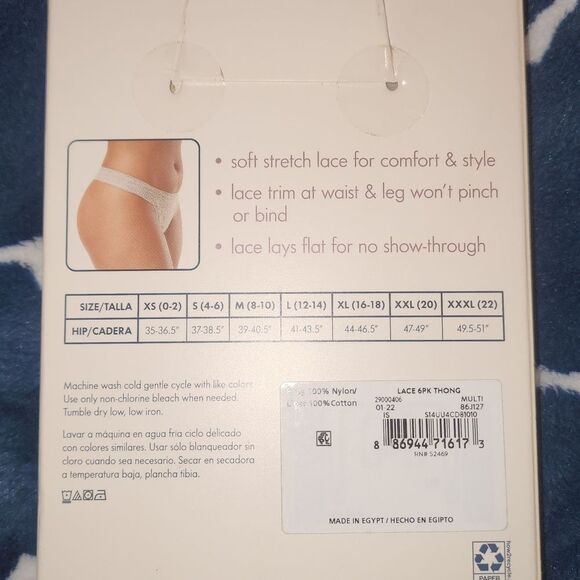 • soft stretch lace for comfort & style
• lace trim at waist & leg won't pinch
or bind
• lace lays flat for no show-through
SIZE/TALLA XS (0-2) S (4-6) M (8-10) L (12-14) XL (16-18) XXL (20) XXXL (22)
HIP/CADERA 35-36.5" 37-38.5" 39-40.5" 41-43.5" 44-46.5" 47-49" 49.5-51"
Machine wash cold gentle cycle with like colors.
Use only non-chlorine bleach when needed.
Tumble dry low, low iron.
Lavar a máquina en agua fria ciclo delicado
con colores similares. Usar sólo blanqueador sin
cloro cuando sea necesario. Secar en secadora
a temperatura baja, plancha tibia.
100% Nylon/
100%Cotton
LACE 6PK THONG
29000406 MULTI
01-22 86J127
IS S14UU4CD81010
8 86944 71617 3
RN# 52469
MADE IN EGYPT / HECHO EN EGIPTO
how2recycle
PAPER